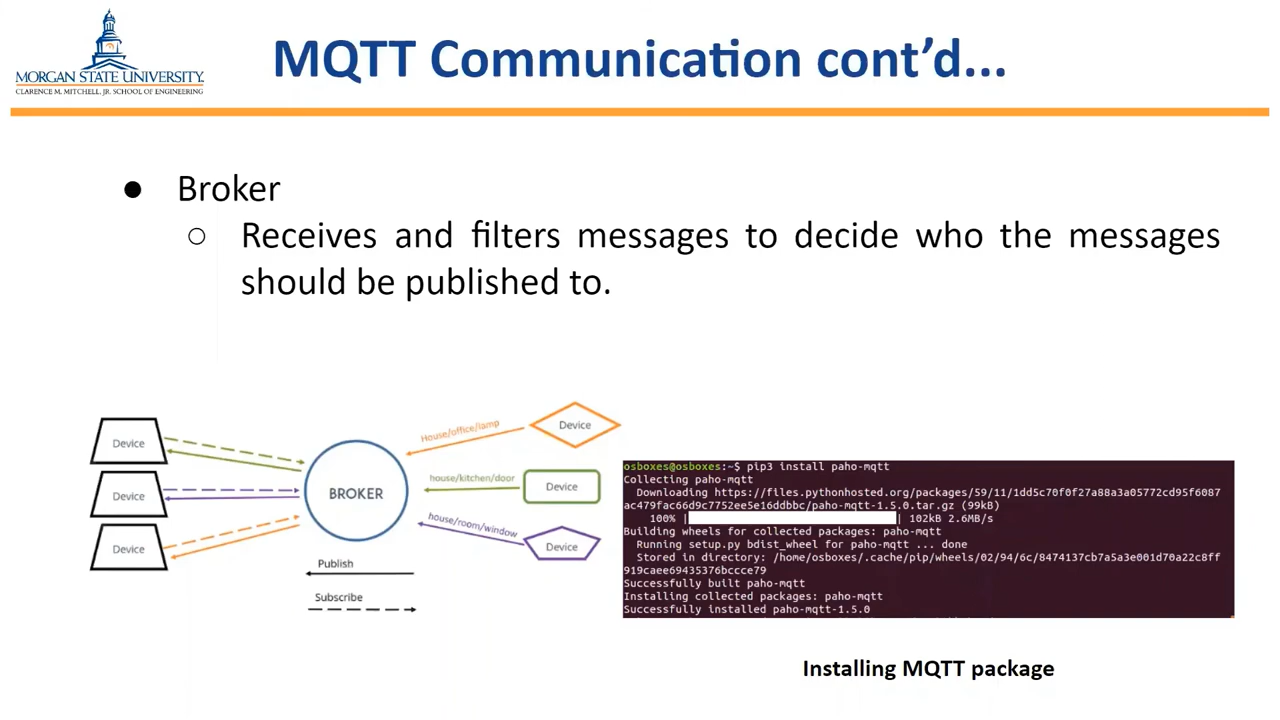 MORGAN STATE UNIVERSITY.
CLARENCE M. MITCHELL, JR. SCHOOL OF ENGINEERING
MQTT Communication cont’d...
● Broker
○ Receives and filters messages to decide who the messages
should be published to.
Device
Device
Device
BROKER
House/office/lamp
house/kitchen/door
house/room/window
Device
Device
Device
Publish
Subscribe
osboxes@osboxes:~$ pip3 install paho-mqtt
Collecting paho-mqtt
Downloading https://files.pythonhosted.org/packages/59/11/1dd5c70f0f27a88a3a05772cd95f6087
ac479fac66d9c7752ee5e16ddbbc/paho-mqtt-1.5.0.tar.gz (99kB)
100% | | 102kB 2.6MB/s
Building wheels for collected packages: paho-mqtt
Running setup.py bdist_wheel for paho-mqtt ... done
Stored in directory: /home/osboxes/.cache/pip/wheels/02/94/6c/8474137cb7a5a3e001d70a22c8ff
919caee69435376bccce79
Successfully built paho-mqtt
Installing collected packages: paho-mqtt
Successfully installed paho-mqtt-1.5.0
Installing MQTT package